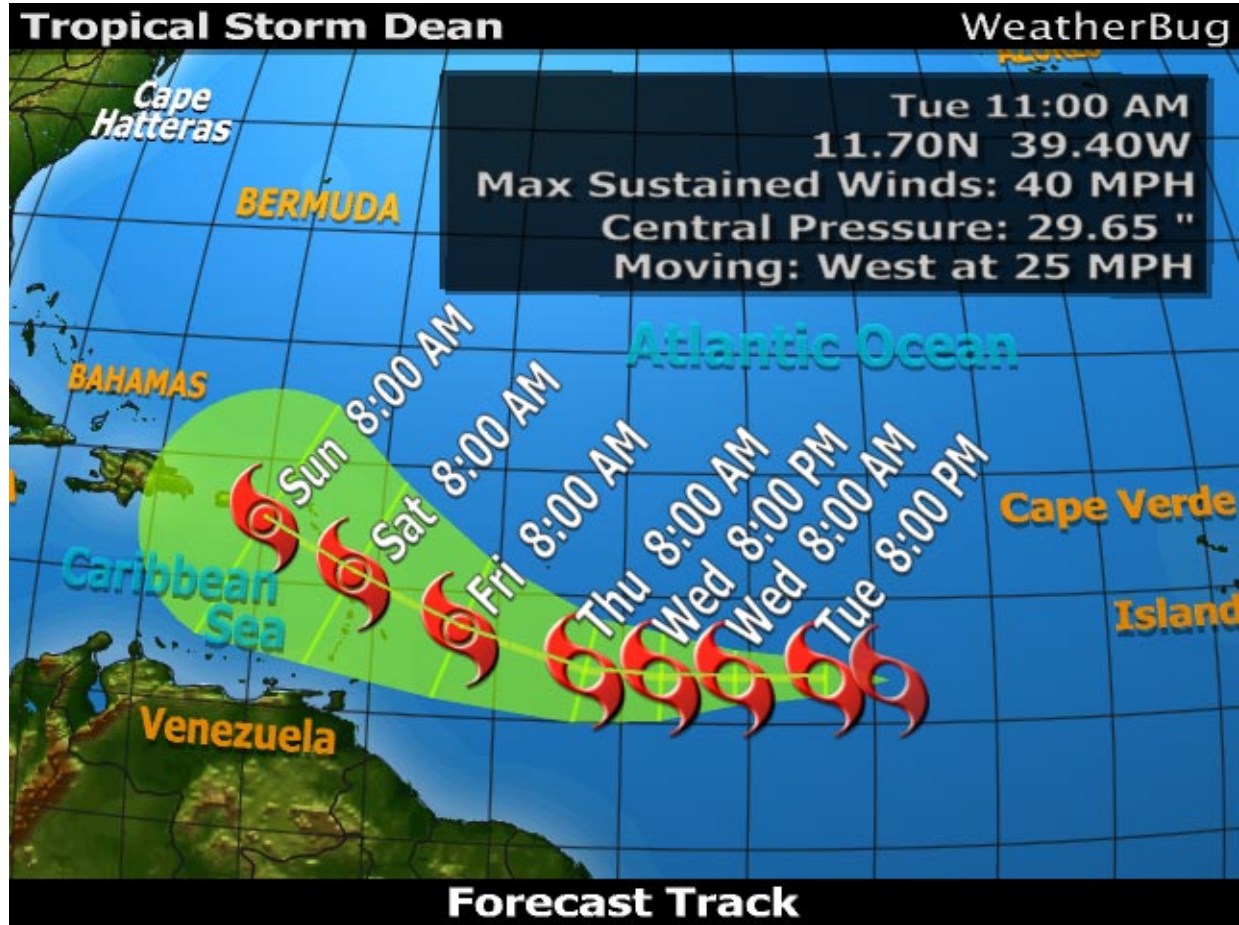 Tropical Storm Dean
WeatherBug
Cape
Hatteras
BERMUDA
Tue 11:00 AM
11.70N 39.40W
Max Sustained Winds: 40 MPH
Central Pressure: 29.65 "
Moving: West at 25 MPH
Atlantic Ocean
BAHAMAS
Sun 8:00 AM
Sat 8:00 AM
Fri 8:00 AM
Thu 8:00 AM
Wed 8:00 PM
Wed 8:00 AM
Tue 8:00 PM
Cape Verde
Island
Caribbean
Sea
Venezuela
Forecast Track